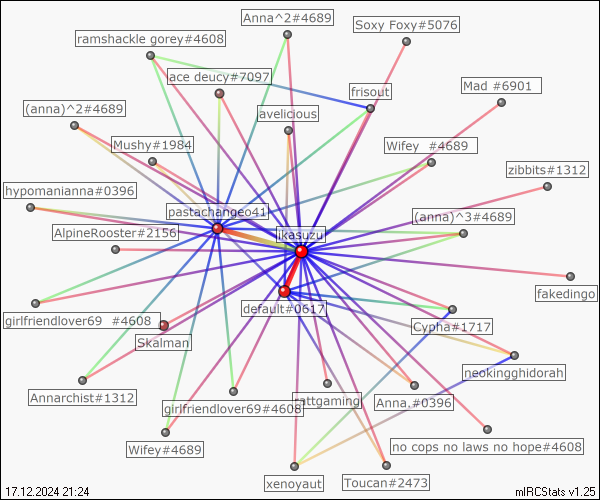 Anna^2#4689
Soxy Foxy#5076
ramshackle gorey#4608
ace deucy#7097
Mad  #6901
frisout
(anna)^2#4689
avelicious
Mushy#1984
Wifey  #4689
zibbits#1312
hypomanianna#0396
pastachangeo41
(anna)^3#4689
AlpineRooster#2156
ikasuzu
fakedingo
default#0617
girlfriendlover69  #4608
Cypha#1717
Skalman
neokingghidorah
Annarchist#1312
rattgaming
Anna.#0396
girlfriendlover69#4608
Wifey#4689
no cops no laws no hope#4608
xenoyaut
Toucan#2473
17.12.2024 21:24
mIRCStats v1.25